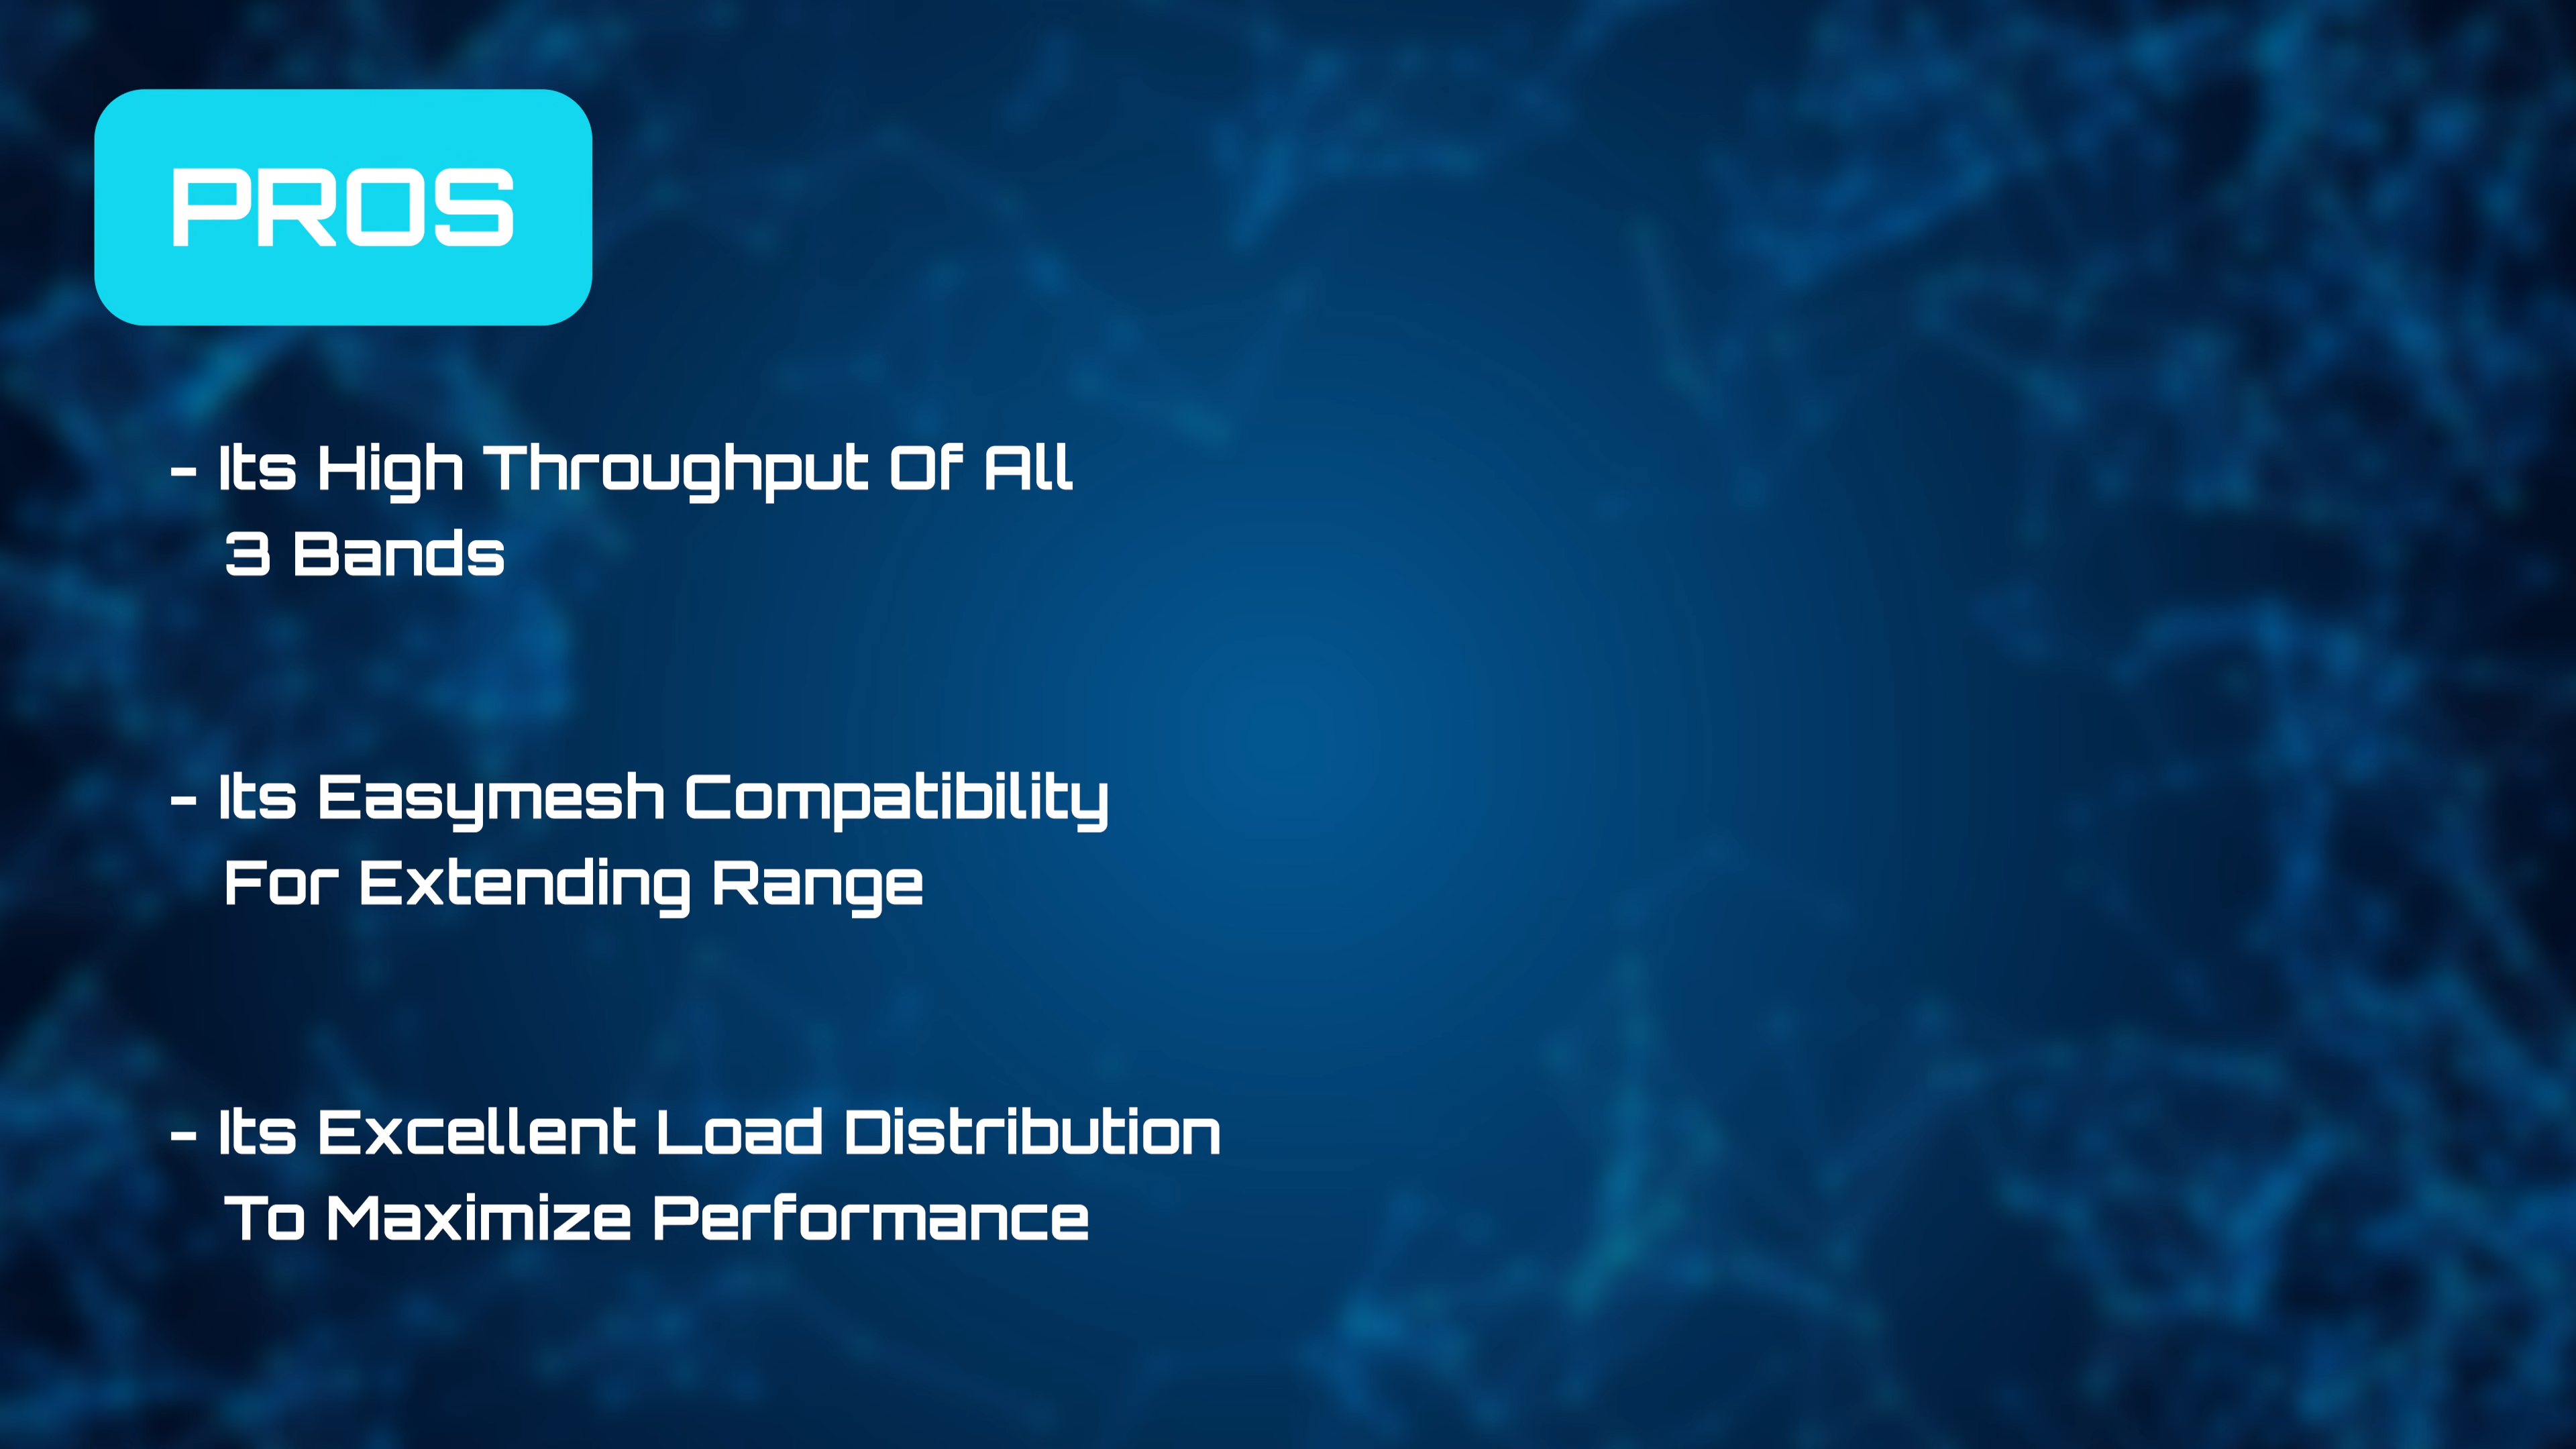 PROS
- Its High Throughput Of All
3 Bands
- Its Easymesh Compatibility
For Extending Range
- Its Excellent Load Distribution
To Maximize Performance